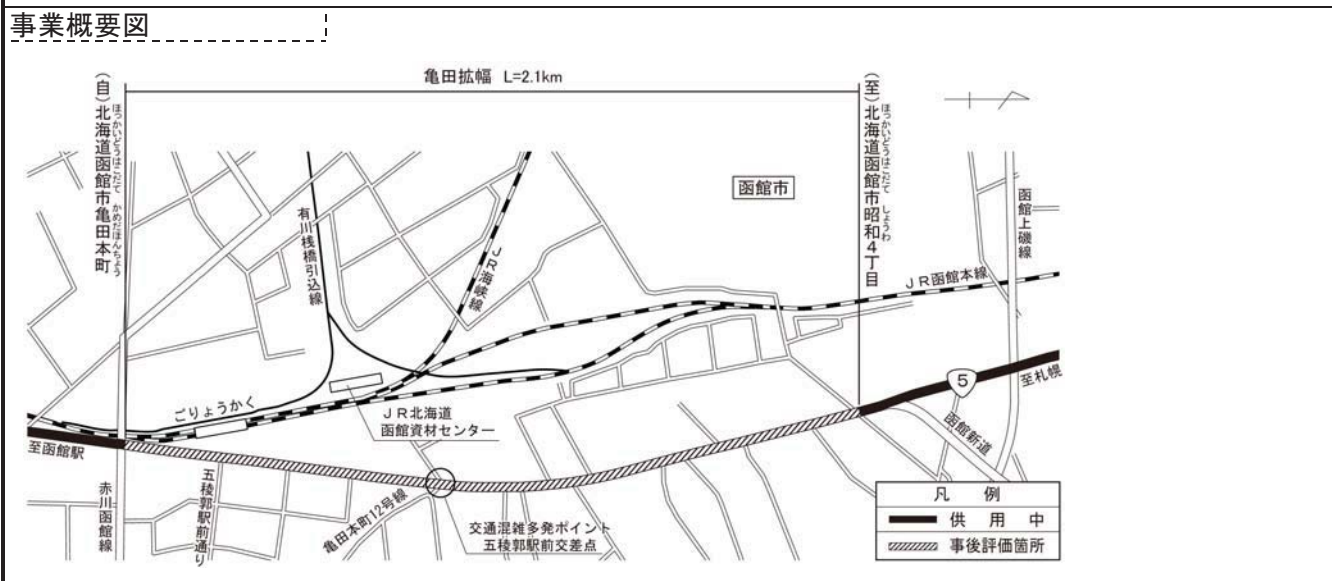 事業概要図
亀田拡幅 L=2.1km
(自)北海道函館市亀田本町
ほっかいどうはこだて かめだほんちょう
(至)北海道函館市昭和4丁目
ほっかいどうはこだて しょうわ
函館市
有川桟橋引込線
JR海峡線
函館上磯線
JR函館本線
5
至札幌
ごりょうかく
JR北海道
函館資材センター
至函館駅
函館新道
赤川函館線
五稜郭駅前通り
亀田本町12号線
交通混雑多発ポイント
五稜郭駅前交差点
凡 例
供 用 中
事後評価箇所